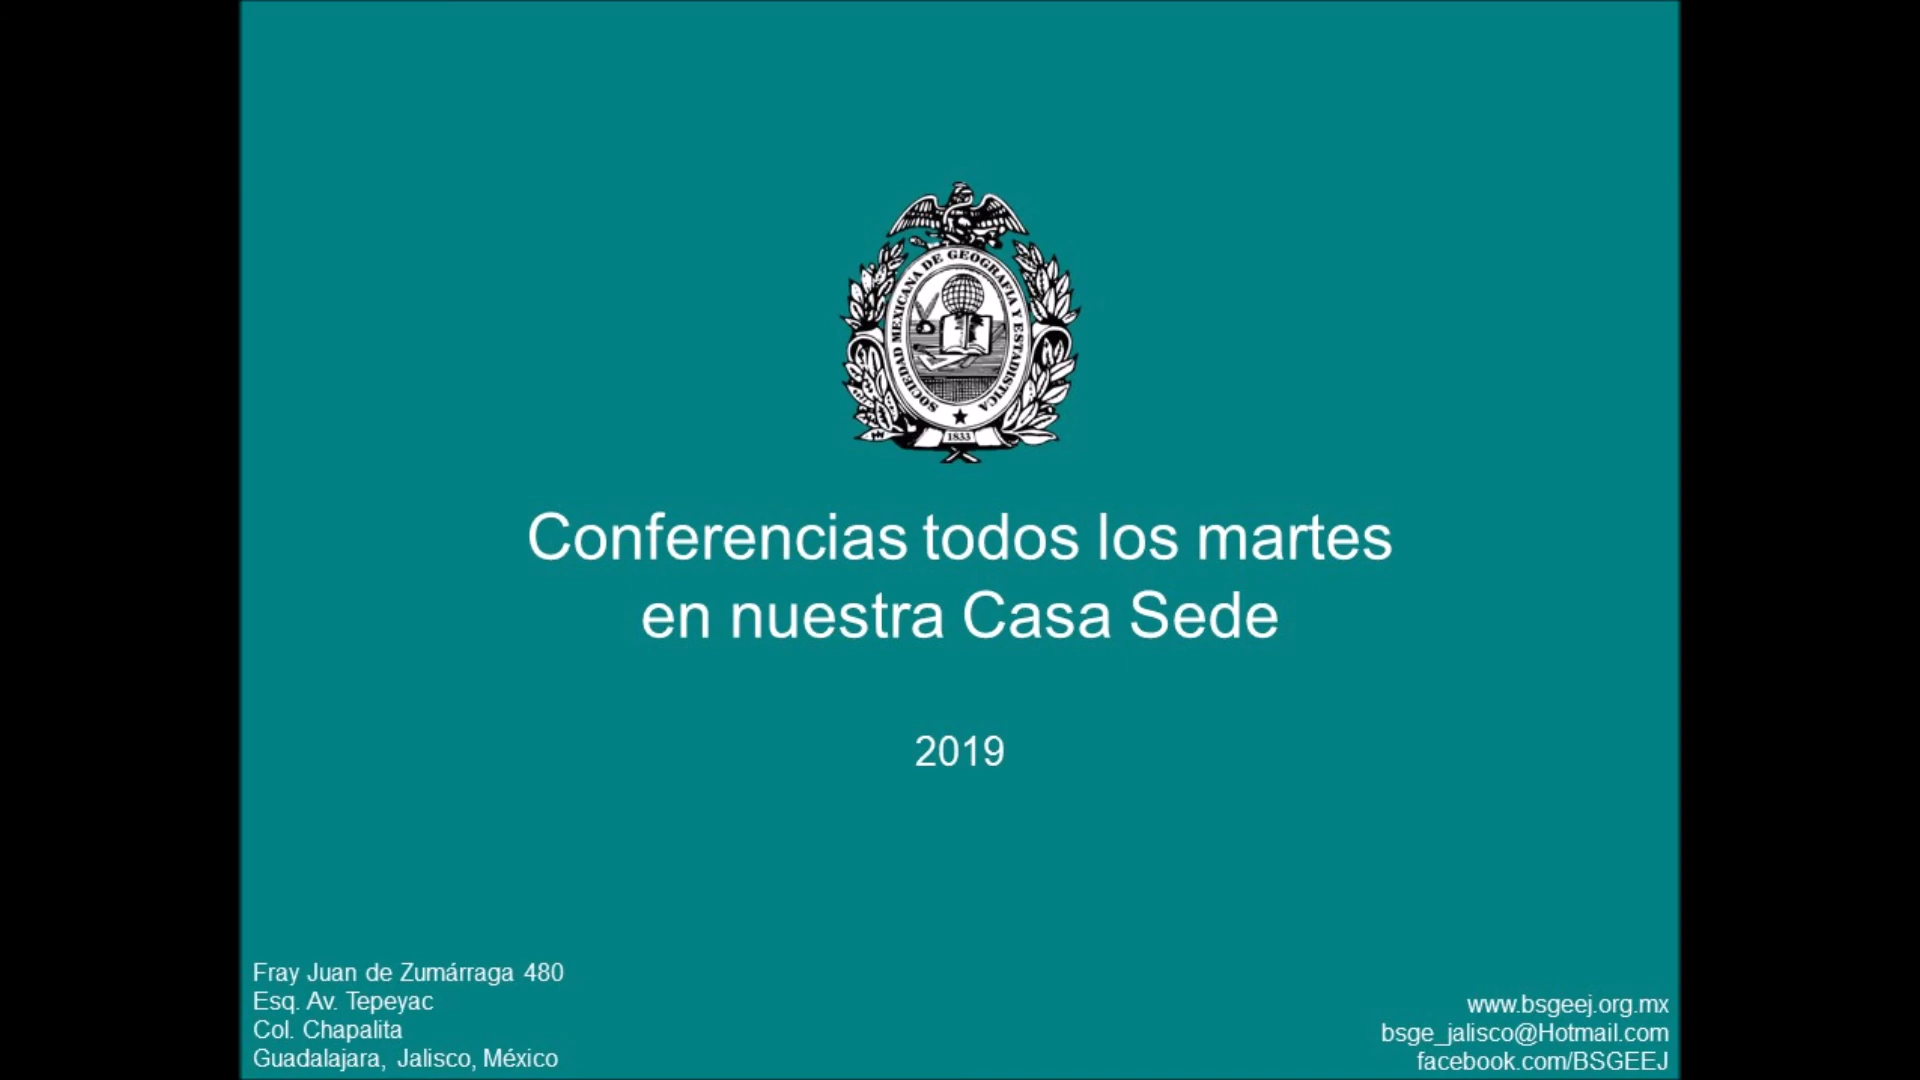 SOCIEDAD MEXICANA DE GEOGRAFIA Y ESTADISTICA
1833
Conferencias todos los martes
en nuestra Casa Sede
2019
Fray Juan de Zumárraga 480
Esq. Av. Tepeyac
Col. Chapalita
Guadalajara, Jalisco, México
www.bsgeej.org.mx
bsge_jalisco@Hotmail.com
facebook.com/BSGEEJ